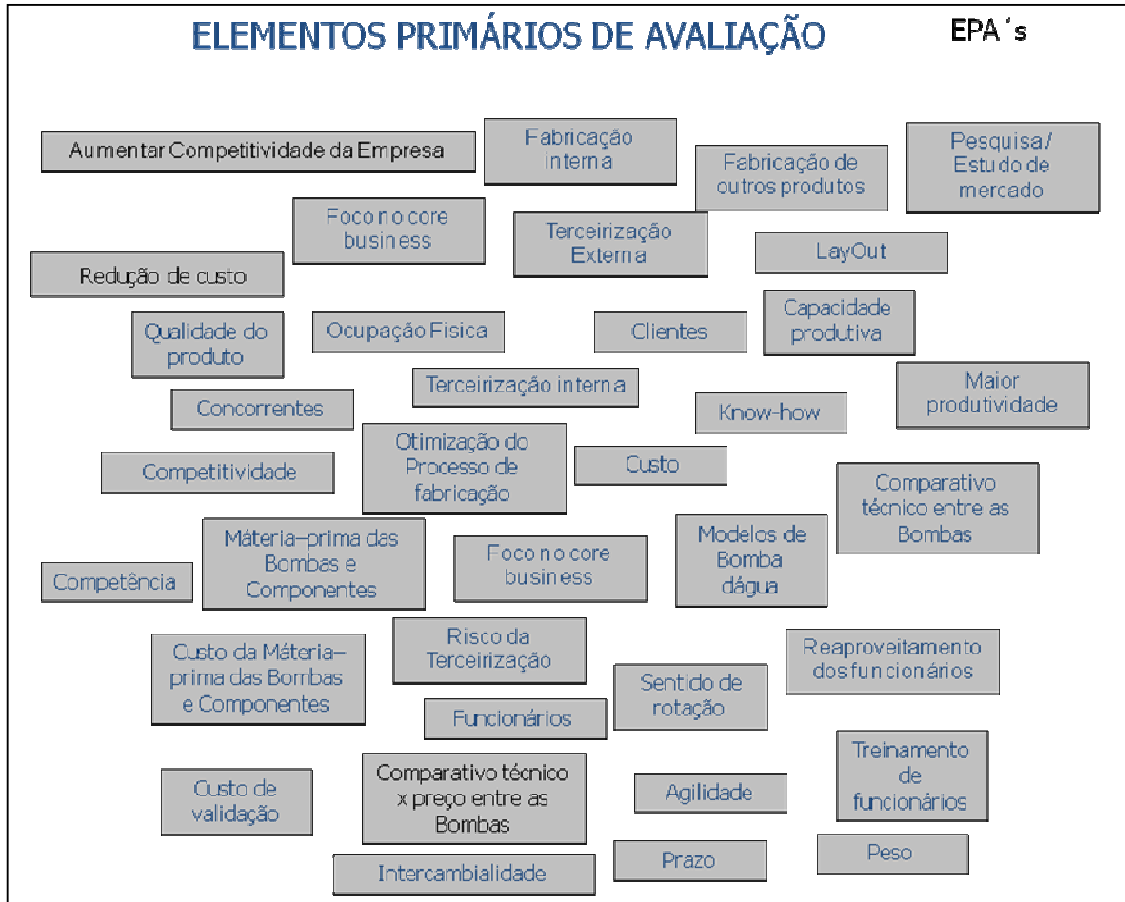 ELEMENTOS PRIMÁRIOS DE AVALIAÇÃO
EPA´s
Aumentar Competitividade da Empresa
Fabricação
interna
Fabricação de
outros produtos
Pesquisa/
Estudo de
mercado
Foco no core
business
Terceirização
Externa
LayOut
Redução de custo
Qualidade do
produto
Ocupação Fisica
Clientes
Capacidade
produtiva
Terceirização interna
Maior
produtividade
Concorrentes
Know-how
Otimização do
Processo de
fabricação
Custo
Competitividade
Comparativo
técnico entre as
Bombas
Máteria–prima das
Bombas e
Componentes
Foco no core
business
Modelos de
Bomba
dágua
Competência
Risco da
Terceirização
Custo da Máteria–
prima das Bombas
e Componentes
Reaproveitamento
dos funcionários
Sentido de
rotação
Funcionários
Treinamento
de
funcionários
Comparativo técnico
x preço entre as
Bombas
Custo de
validação
Agilidade
Intercambialidade
Prazo
Peso